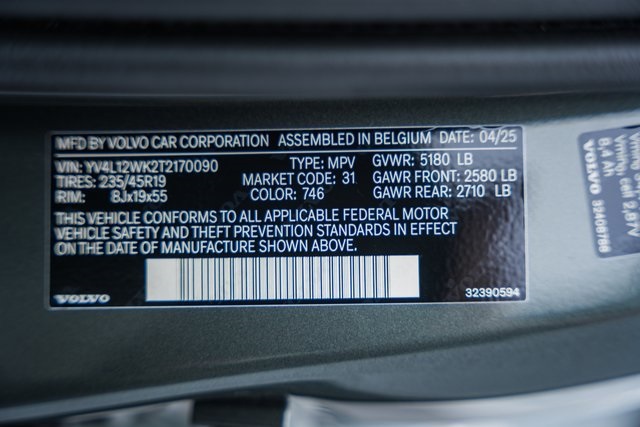 MFD BY VOLVO CAR CORPORATION ASSEMBLED IN BELGIUM DATE: 04/25
VIN: YV4L12WK2T2170090 TYPE: MPV GVWR: 5180 LB
TIRES: 235/45R19 MARKET CODE: 31 GAWR FRONT: 2580 LB
RIM: 8Jx19x55 COLOR: 746 GAWR REAR: 2710 LB
THIS VEHICLE CONFORMS TO ALL APPLICABLE FEDERAL MOTOR
VEHICLE SAFETY AND THEFT PREVENTION STANDARDS IN EFFECT
ON THE DATE OF MANUFACTURE SHOWN ABOVE.
VOLVO 32390594
VOLVO